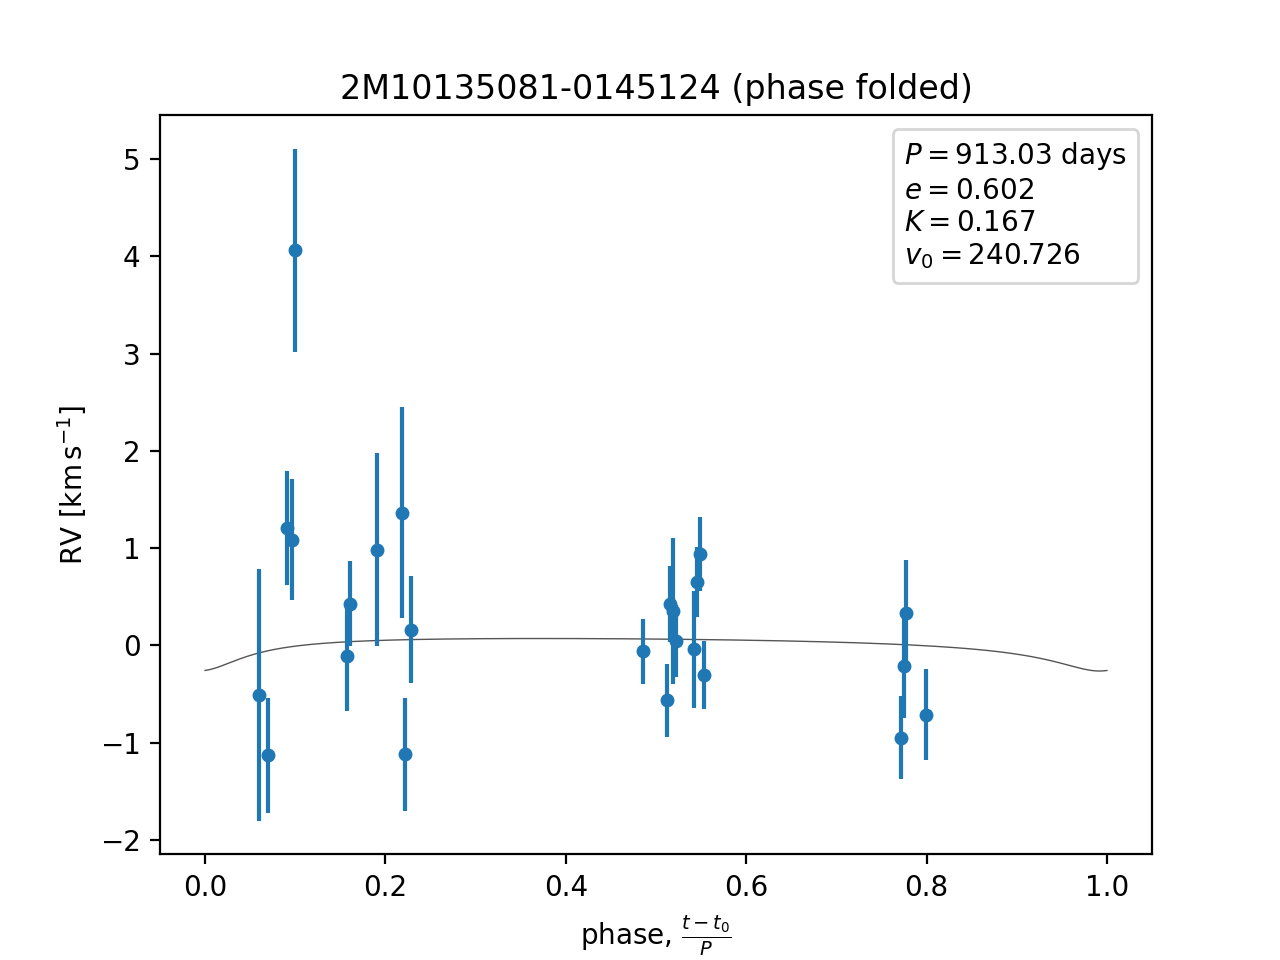 2M10135081-0145124 (phase folded)
P = 913.03 days
e = 0.602
K = 0.167
v₀ = 240.726
5
4
3
2
1
0
−1
−2
RV [km s⁻¹]
0.0 0.2 0.4 0.6 0.8 1.0
phase, (t − t₀)/P